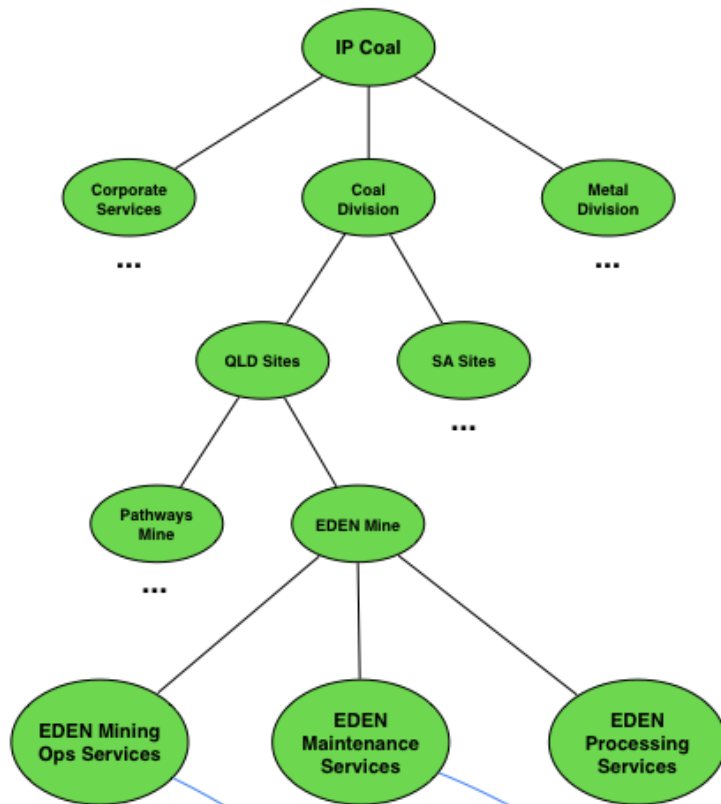 IP Coal
Corporate
Services
Coal
Division
Metal
Division
...
...
QLD Sites
SA Sites
...
Pathways
Mine
EDEN Mine
...
EDEN Mining
Ops Services
EDEN
Maintenance
Services
EDEN
Processing
Services